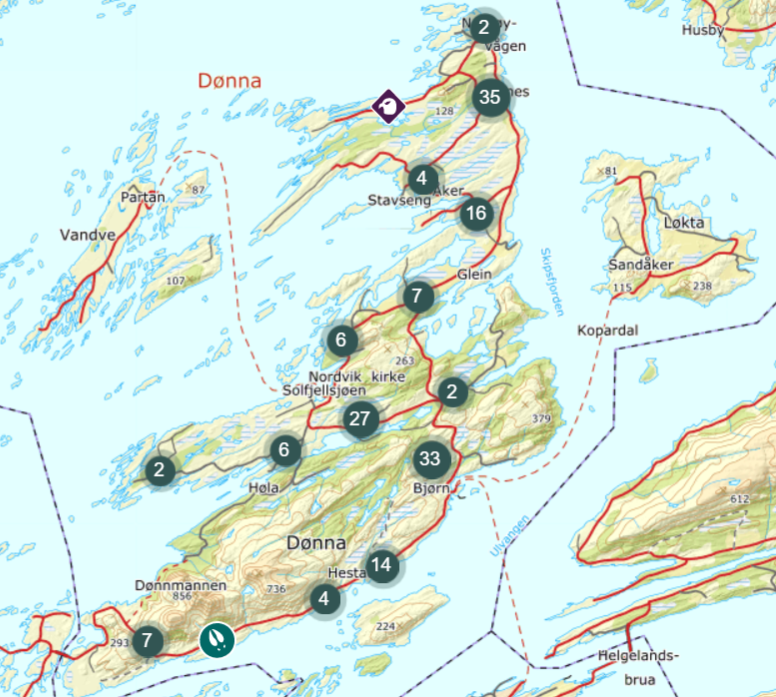 2
vågen
Husby
Dønna
35
128
81
4
Stavseng
Åker
87
Partan
16
Løkta
Vandve
Sandåker
Glein
Skipsfjorden
107
115
238
7
Kopardal
6
263
Nordvik kirke
Solfjellsjøen
2
27
379
6
33
2
Høla
Bjørn
612
Ulvangen
Dønna
14
Hesta
Dønnmannen
856
736
4
224
293
7
Helgelands-
brua